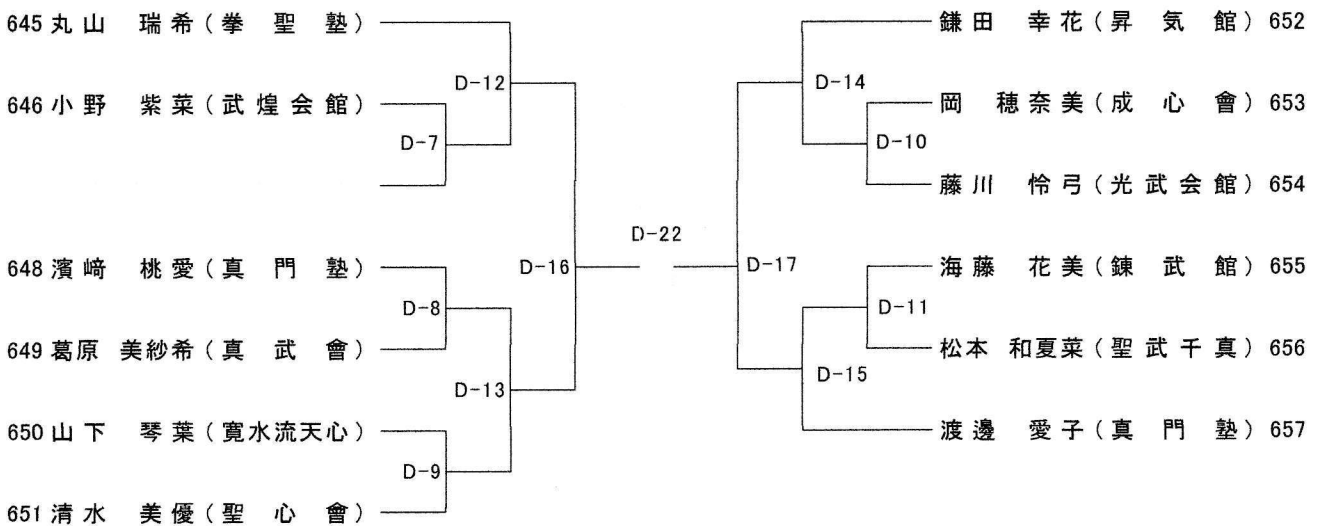 645 丸山 瑞希(拳聖塾)
D-12
646 小野 紫菜(武煌会館)
D-7
648 濱﨑 桃愛(真門塾)
D-16
D-8
649 葛原 美紗希(真武會)
D-13
650 山下 琴葉(寛水流天心)
D-9
651 清水 美優(聖心會)
D-22
鎌田 幸花(昇気館) 652
D-14
岡 穂奈美(成心會) 653
D-10
藤川 怜弓(光武会館) 654
D-17
海藤 花美(錬武館) 655
D-11
松本 和夏菜(聖武千真) 656
D-15
渡邊 愛子(真門塾) 657